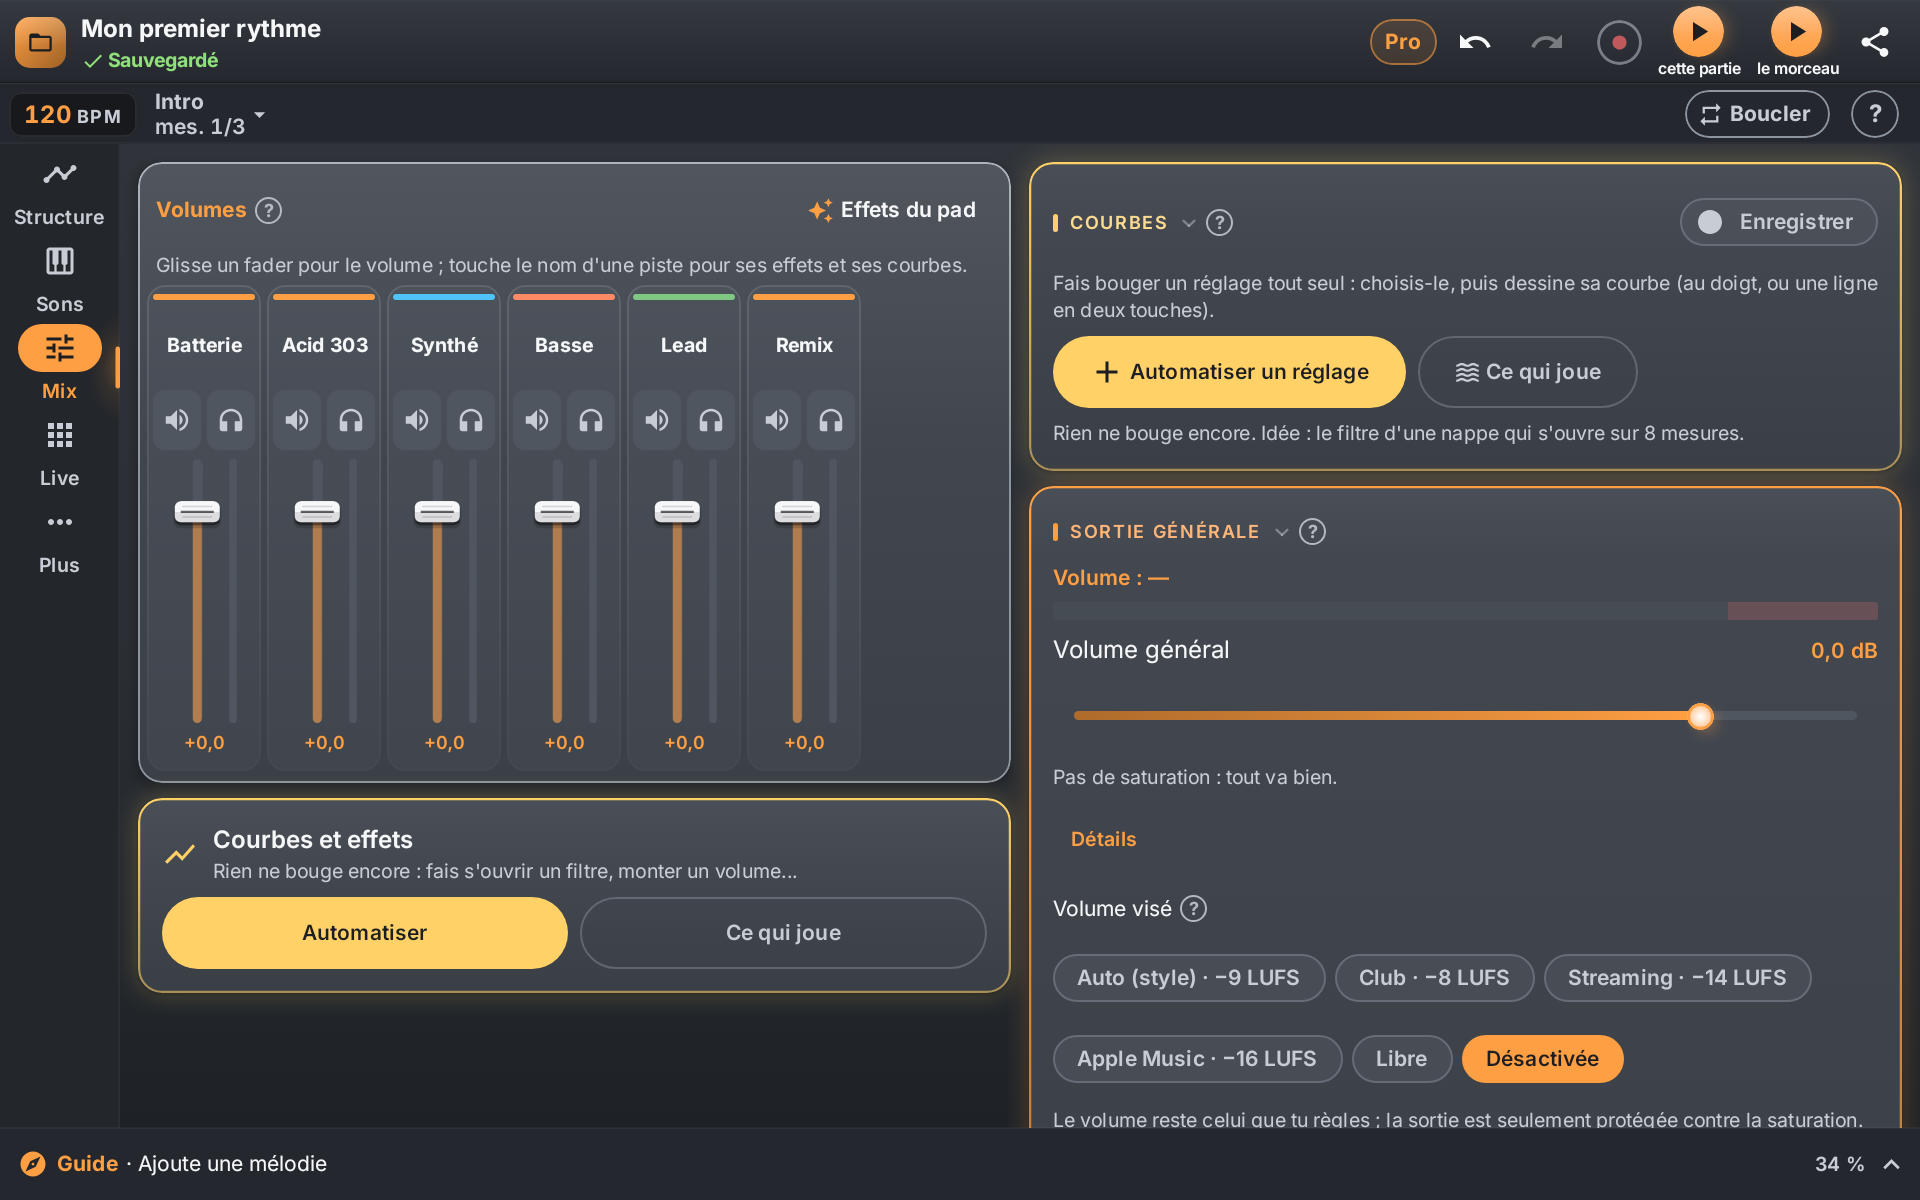 Mon premier rythme
Sauvegardé
Pro
cette partie
le morceau
120 BPM
Intro
mes. 1/3
Boucler
?
Structure
Sons
Mix
Live
Plus
Volumes ?
Effets du pad
Glisse un fader pour le volume ; touche le nom d'une piste pour ses effets et ses courbes.
Batterie
Acid 303
Synthé
Basse
Lead
Remix
+0,0
+0,0
+0,0
+0,0
+0,0
+0,0
Courbes et effets
Rien ne bouge encore : fais s'ouvrir un filtre, monter un volume...
Automatiser
Ce qui joue
COURBES ?
Enregistrer
Fais bouger un réglage tout seul : choisis-le, puis dessine sa courbe (au doigt, ou une ligne
en deux touches).
Automatiser un réglage
Ce qui joue
Rien ne bouge encore. Idée : le filtre d'une nappe qui s'ouvre sur 8 mesures.
SORTIE GÉNÉRALE ?
Volume : —
Volume général
0,0 dB
Pas de saturation : tout va bien.
Détails
Volume visé ?
Auto (style) · −9 LUFS
Club · −8 LUFS
Streaming · −14 LUFS
Apple Music · −16 LUFS
Libre
Désactivée
Le volume reste celui que tu règles ; la sortie est seulement protégée contre la saturation.
Guide · Ajoute une mélodie
34 %